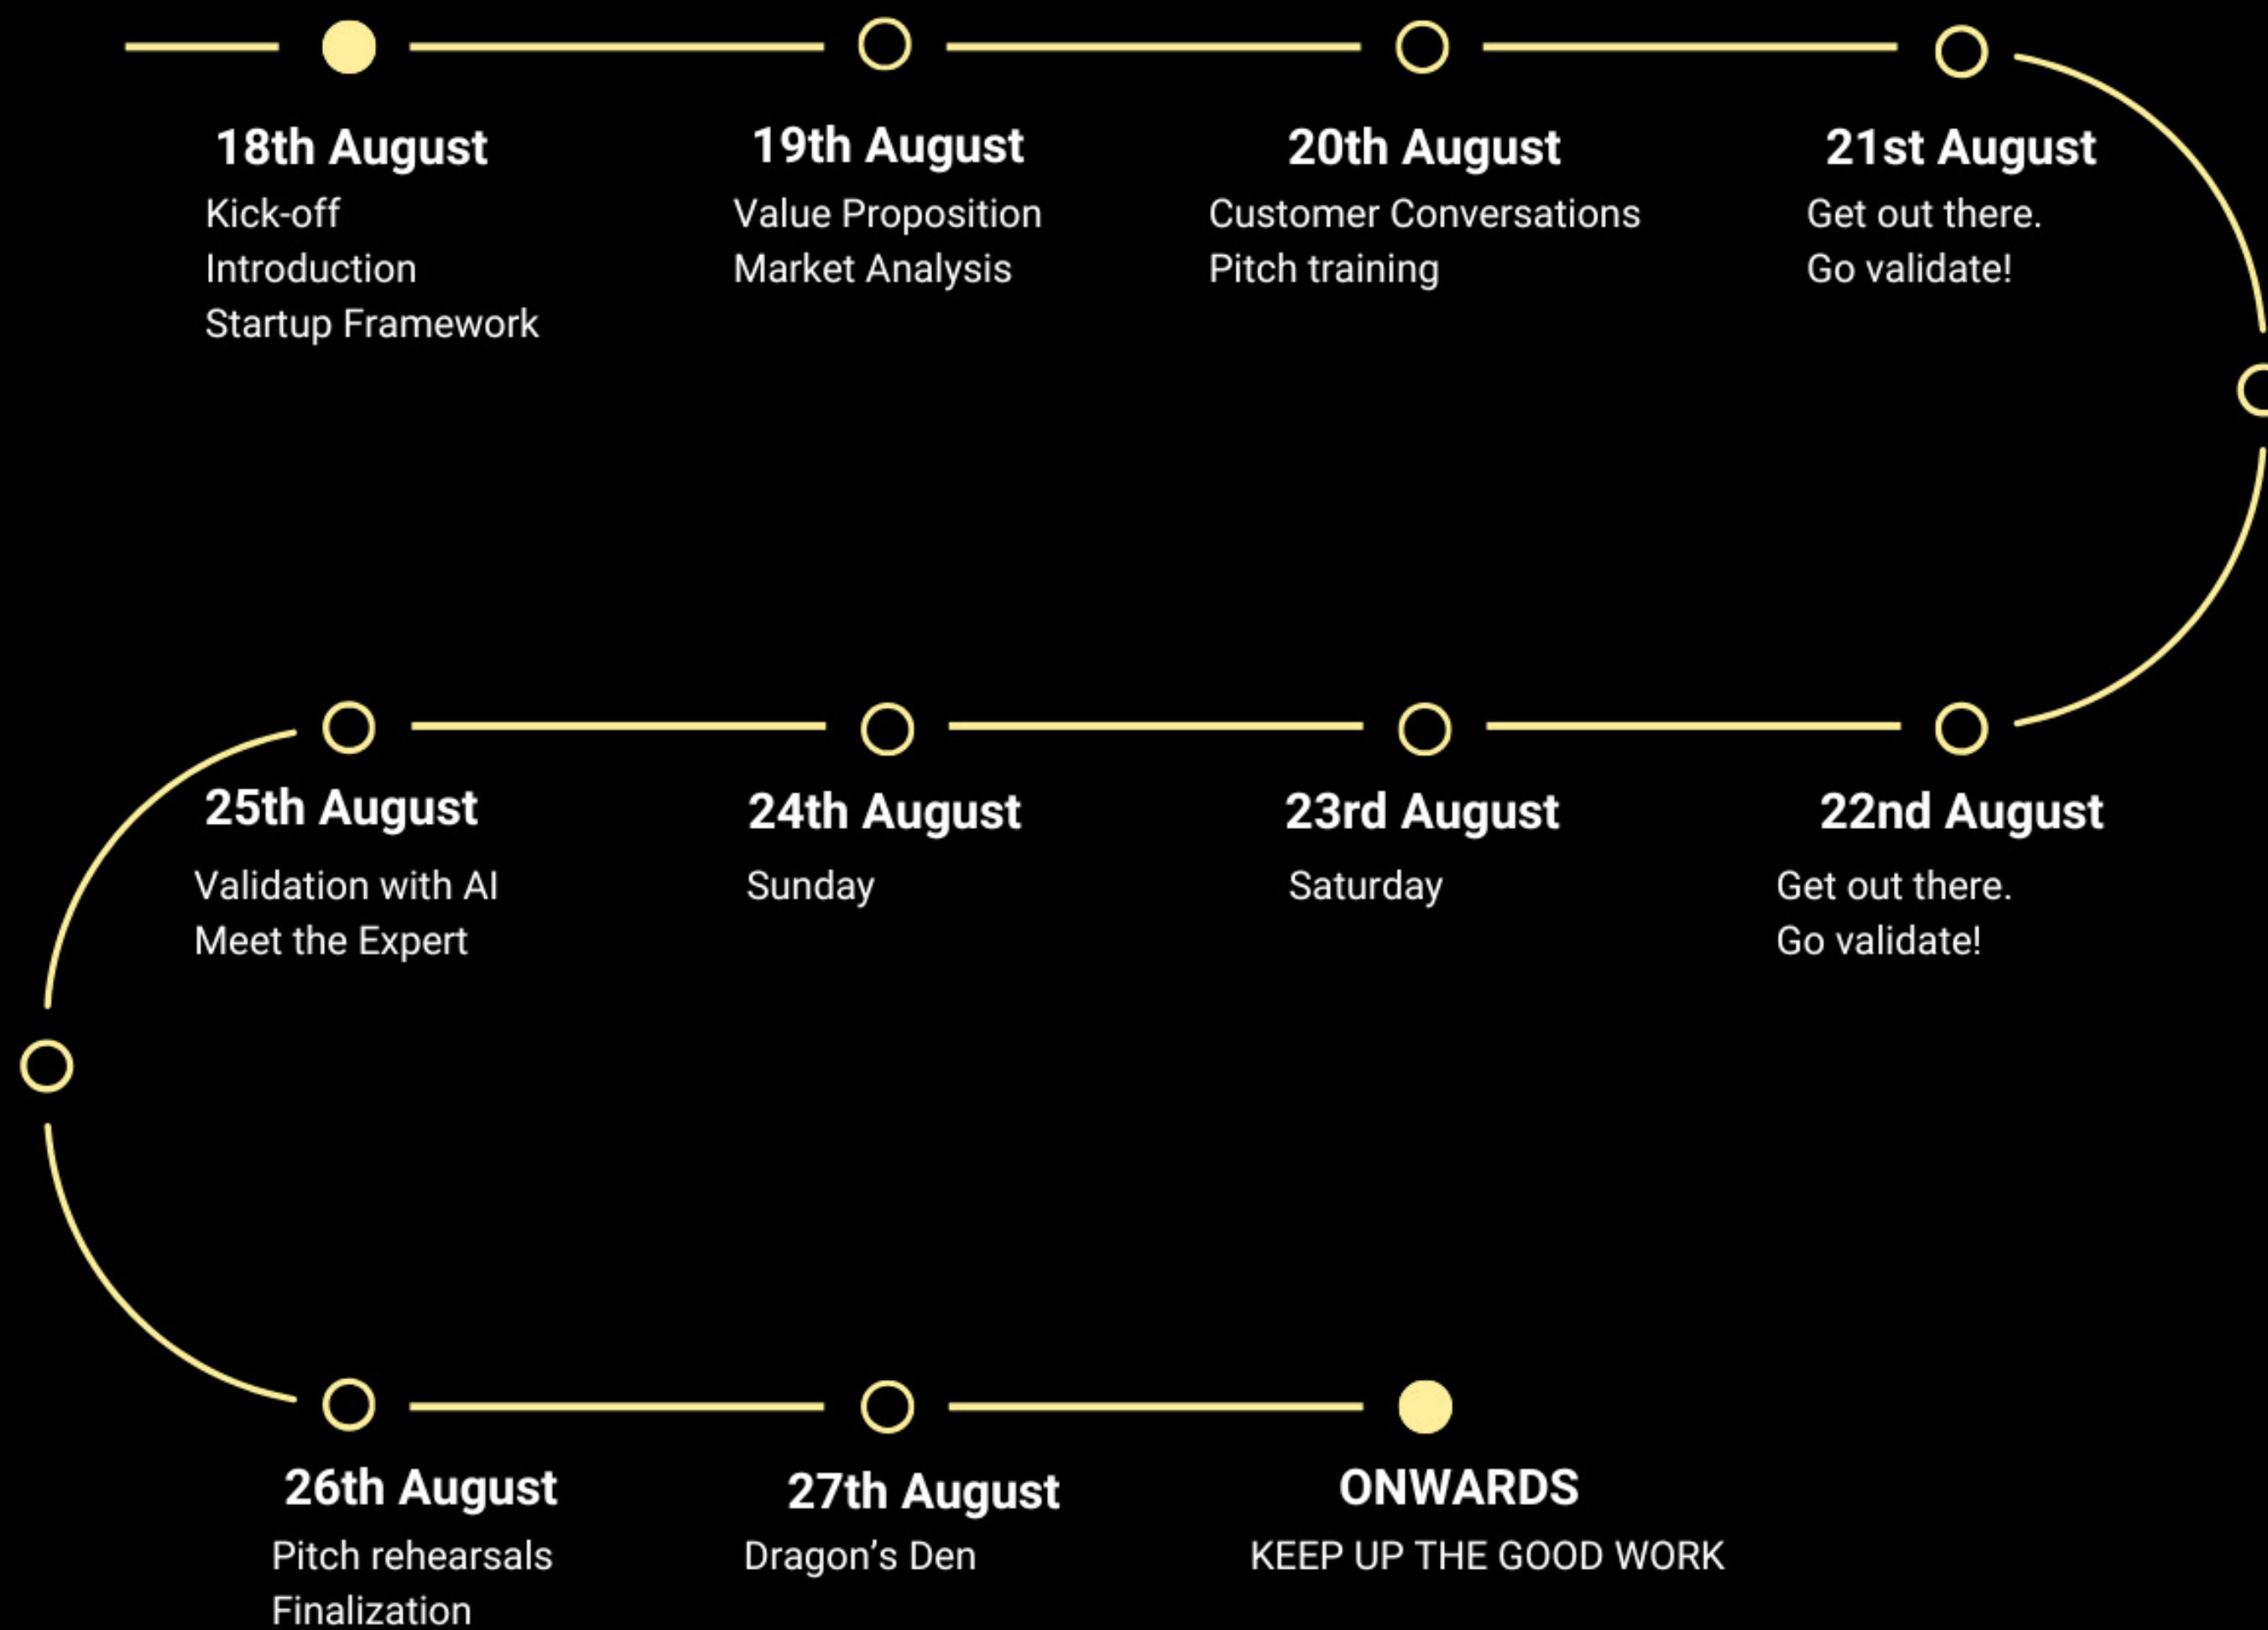 18th August
Kick-off
Introduction
Startup Framework
19th August
Value Proposition
Market Analysis
20th August
Customer Conversations
Pitch training
21st August
Get out there.
Go validate!
22nd August
Get out there.
Go validate!
23rd August
Saturday
24th August
Sunday
25th August
Validation with AI
Meet the Expert
26th August
Pitch rehearsals
Finalization
27th August
Dragon’s Den
ONWARDS
KEEP UP THE GOOD WORK